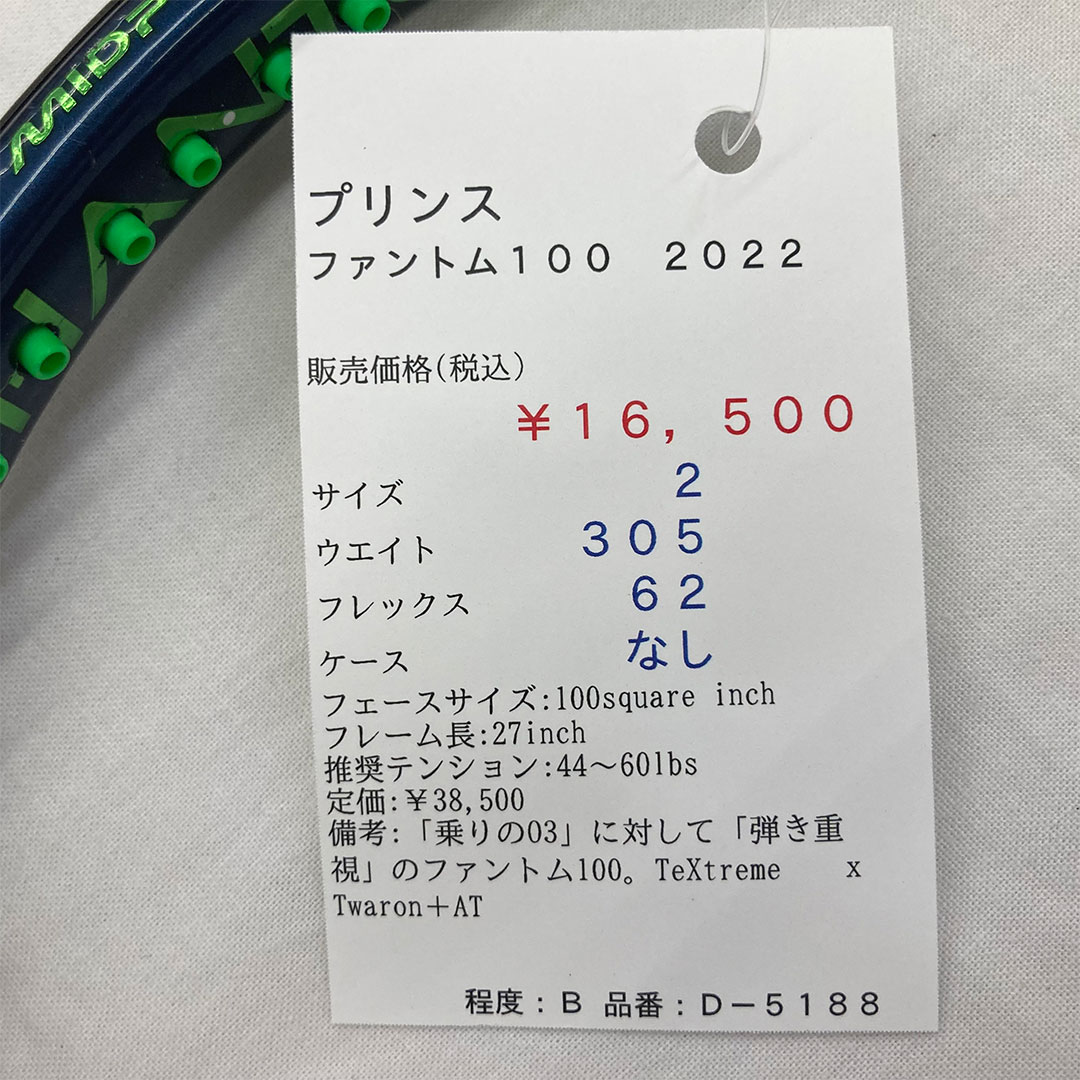 MIDP
プリンス
ファントム100 2022
販売価格(税込)
¥16,500
サイズ 2
ウエイト 305
フレックス 62
ケース なし
フェースサイズ:100square inch
フレーム長:27inch
推奨テンション:44〜60lbs
定価:¥38,500
備考:「乗りの03」に対して「弾き重
視」のファントム100。TeXtreme x
Twaron+AT
程度:B 品番:D-5188